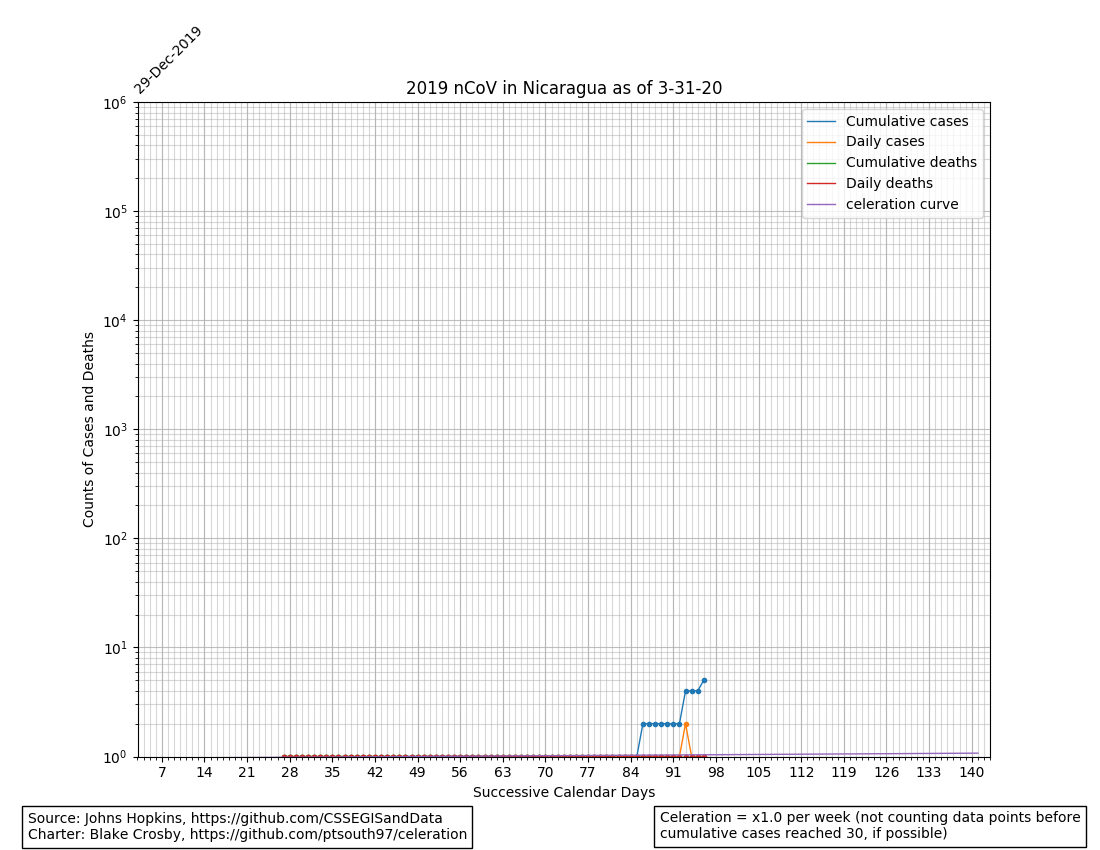 29-Dec-2019
2019 nCoV in Nicaragua as of 3-31-20
10^6
10^5
10^4
10^3
10^2
10^1
10^0
Counts of Cases and Deaths
Cumulative cases
Daily cases
Cumulative deaths
Daily deaths
celeration curve
7 14 21 28 35 42 49 56 63 70 77 84 91 98 105 112 119 126 133 140
Successive Calendar Days
Source: Johns Hopkins, https://github.com/CSSEGISandData
Charter: Blake Crosby, https://github.com/ptsouth97/celeration
Celeration = x1.0 per week (not counting data points before
cumulative cases reached 30, if possible)